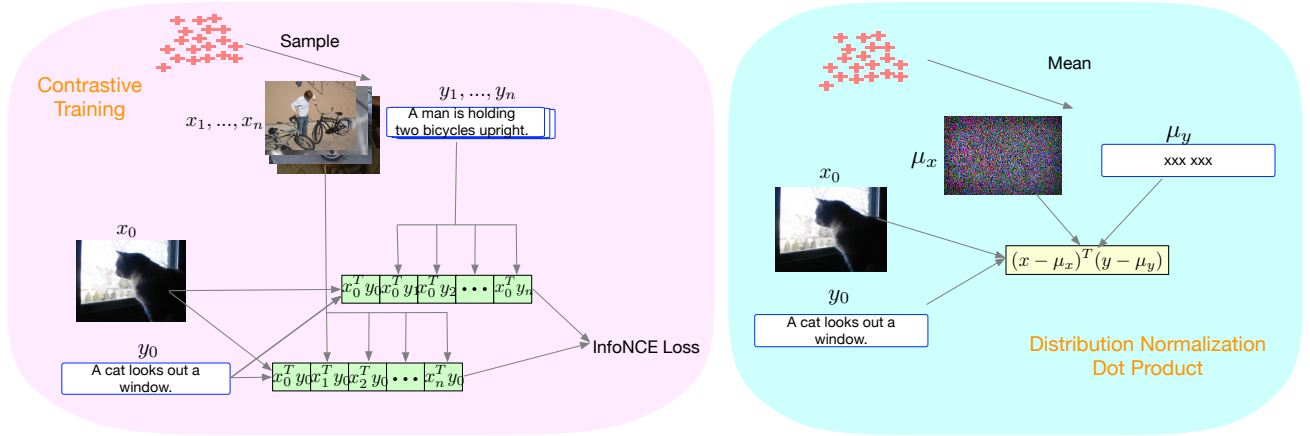 Contrastive
Training
Sample
x_1, ..., x_n
y_1, ..., y_n
A man is holding
two bicycles upright.
x_0
y_0
A cat looks out a
window.
x_0^T y_0 x_0^T y_1 x_0^T y_2 ••• x_0^T y_n
x_0^T y_0 x_1^T y_0 x_2^T y_0 ••• x_n^T y_0
InfoNCE Loss
Mean
μ_x
μ_y
xxx xxx
x_0
(x − μ_x)^T (y − μ_y)
y_0
A cat looks out a
window.
Distribution Normalization
Dot Product